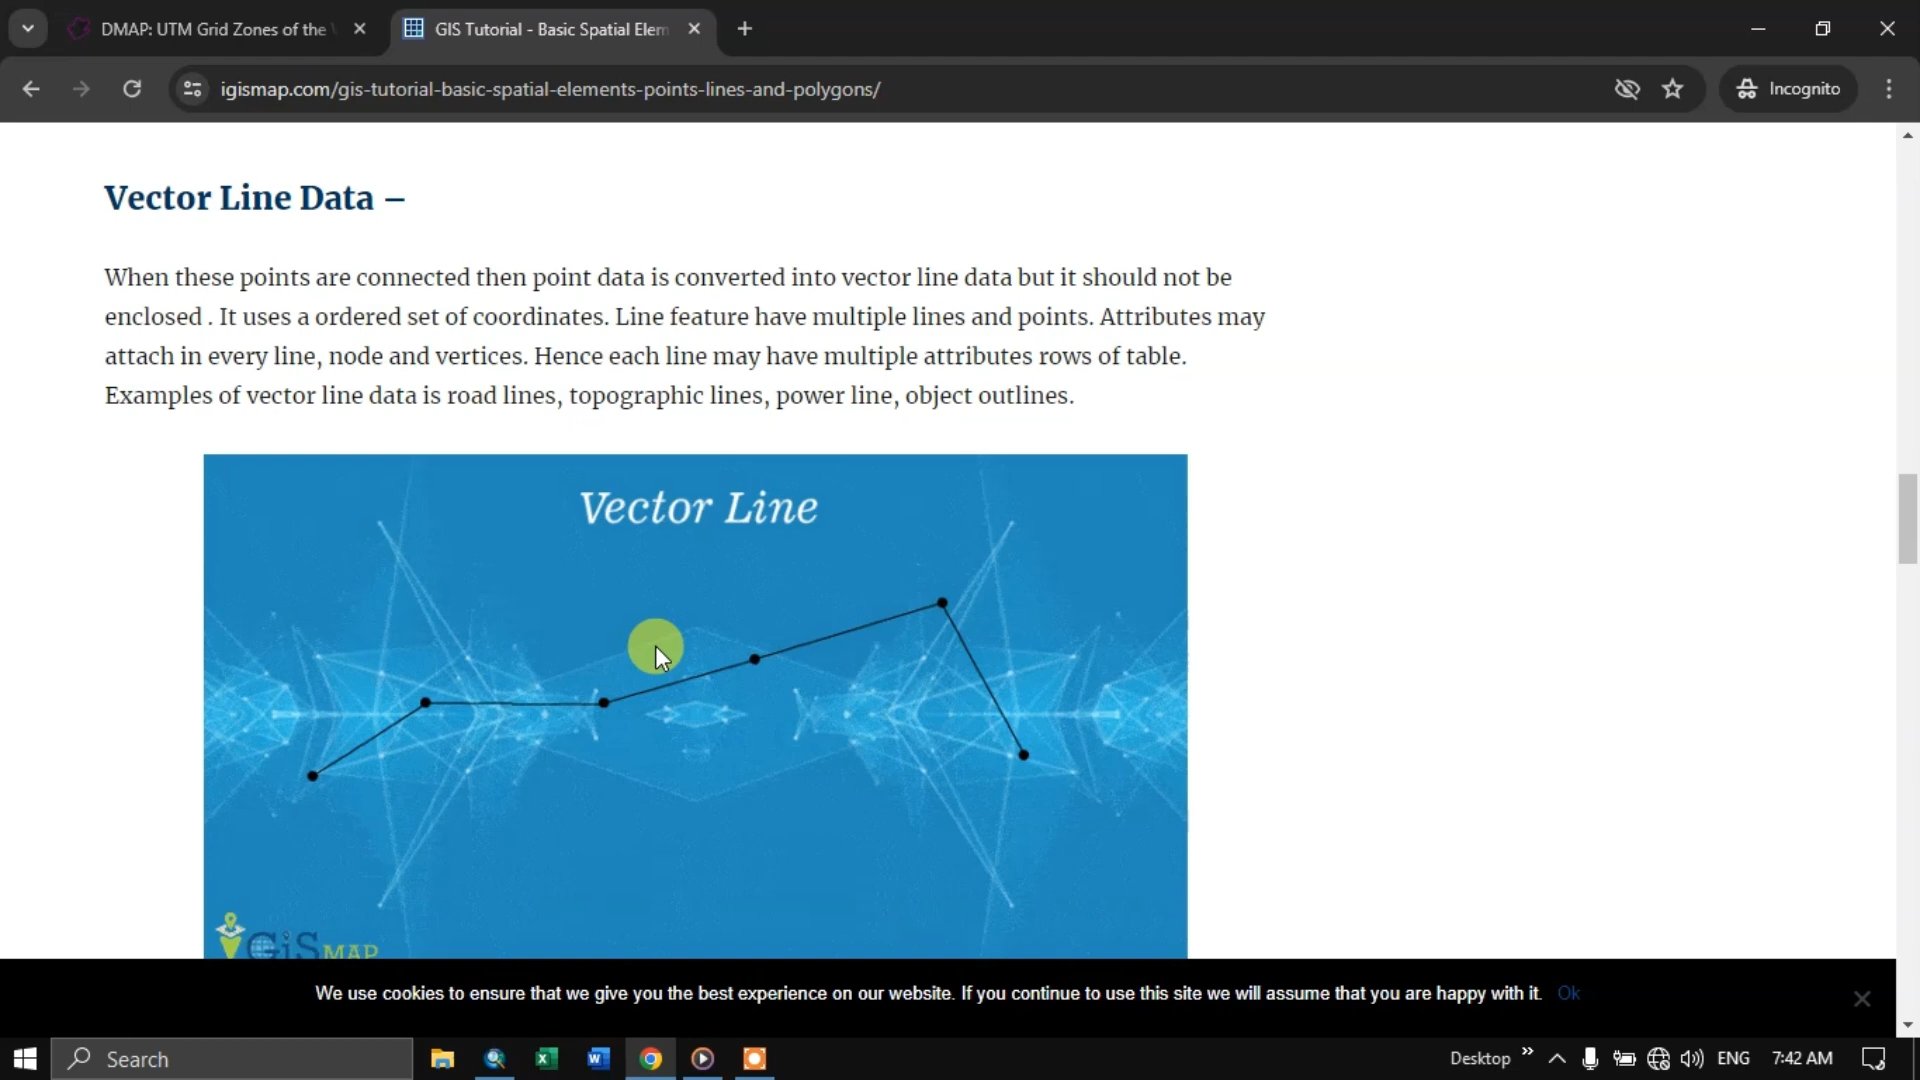 DMAP: UTM Grid Zones of the
GIS Tutorial - Basic Spatial Elem
igismap.com/gis-tutorial-basic-spatial-elements-points-lines-and-polygons/
Incognito
Vector Line Data –
When these points are connected then point data is converted into vector line data but it should not be
enclosed . It uses a ordered set of coordinates. Line feature have multiple lines and points. Attributes may
attach in every line, node and vertices. Hence each line may have multiple attributes rows of table.
Examples of vector line data is road lines, topographic lines, power line, object outlines.
Vector Line
GiS MAP
We use cookies to ensure that we give you the best experience on our website. If you continue to use this site we will assume that you are happy with it. Ok
Search
Desktop
ENG
7:42 AM